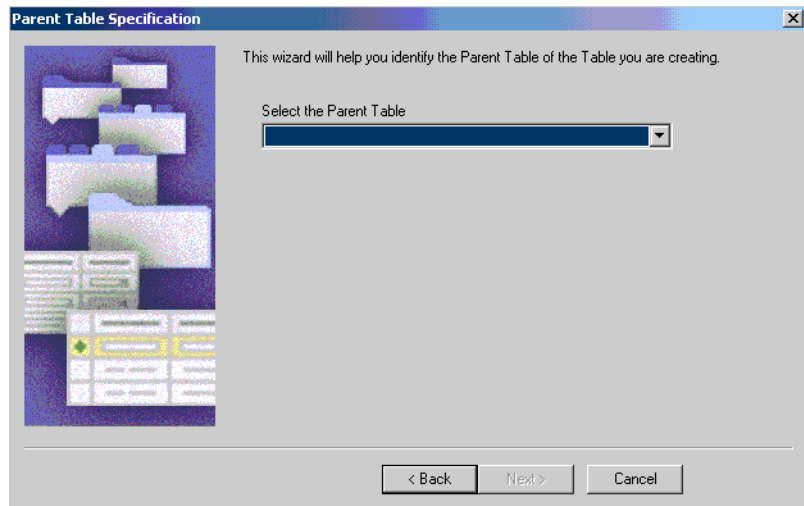 Parent Table Specification
This wizard will help you identify the Parent Table of the Table you are creating.
Select the Parent Table
< Back
Next >
Cancel